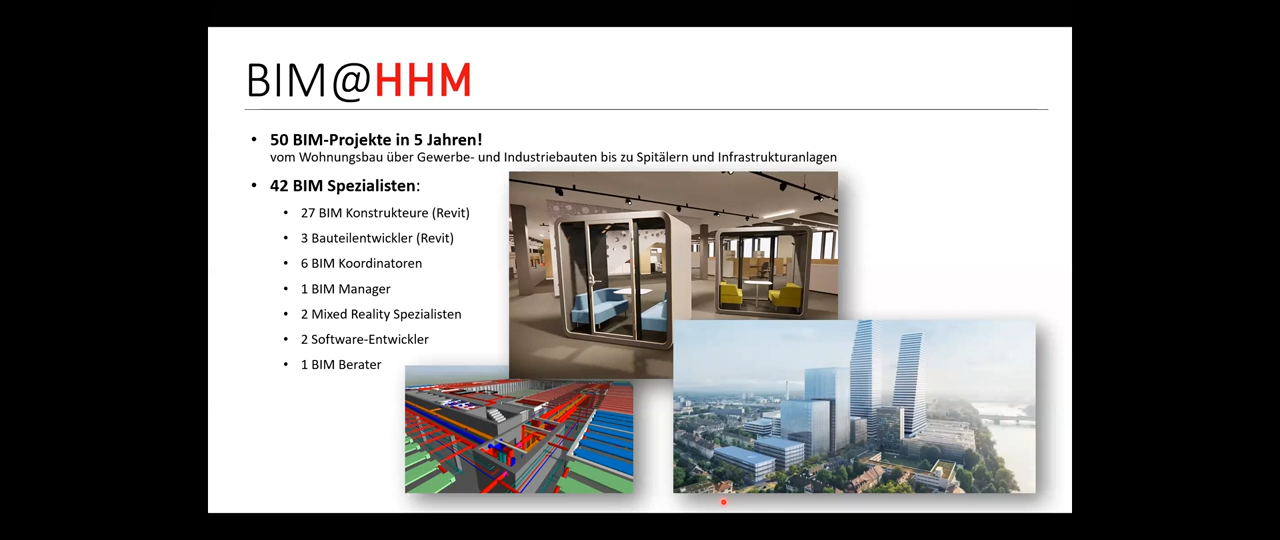 BIM@HHM
• 50 BIM-Projekte in 5 Jahren!
vom Wohnungsbau über Gewerbe- und Industriebauten bis zu Spitälern und Infrastrukturanlagen
• 42 BIM Spezialisten:
• 27 BIM Konstrukteure (Revit)
• 3 Bauteilentwickler (Revit)
• 6 BIM Koordinatoren
• 1 BIM Manager
• 2 Mixed Reality Spezialisten
• 2 Software-Entwickler
• 1 BIM Berater